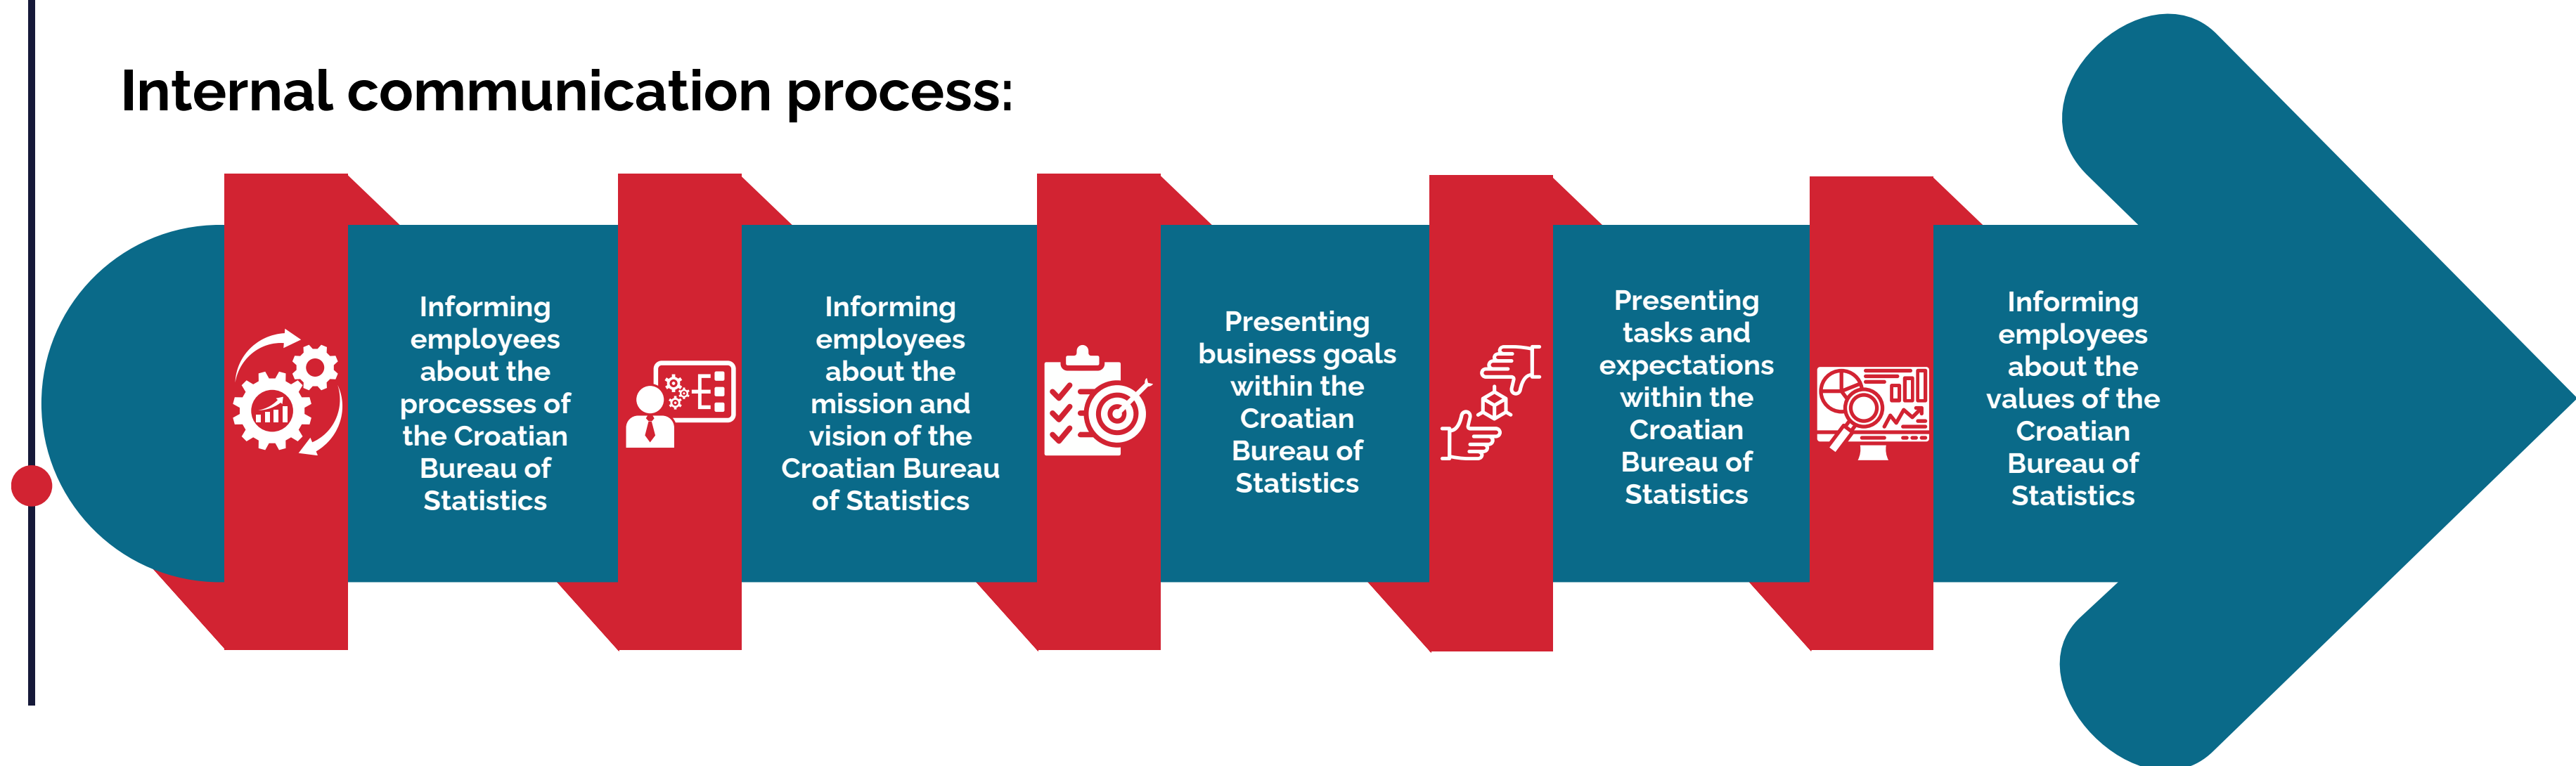 Internal communication process:
Informing
employees
about the
processes of
the Croatian
Bureau of
Statistics
Informing
employees
about the
mission and
vision of the
Croatian Bureau
of Statistics
Presenting
business goals
within the
Croatian
Bureau of
Statistics
Presenting
tasks and
expectations
within the
Croatian
Bureau of
Statistics
Informing
employees
about the
values of the
Croatian
Bureau of
Statistics